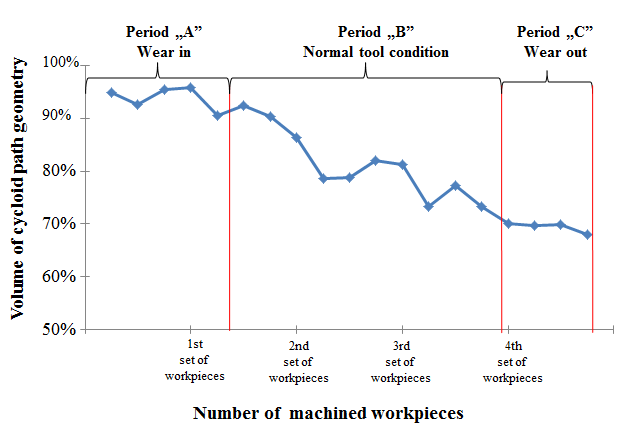 Period „A”
Wear in
Period „B”
Normal tool condition
Period „C”
Wear out
Volume of cycloid path geometry
100%
90%
80%
70%
60%
50%
1st
set of
workpieces
2nd
set of
workpieces
3rd
set of
workpieces
4th
set of
workpieces
Number of machined workpieces